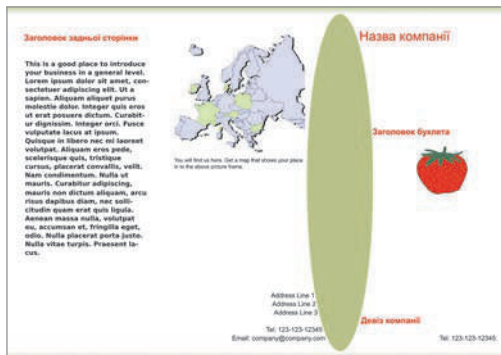 Заголовок задньої сторінки
This is a good place to introduce
your business in a general level.
Lorem ipsum dolor sit amet, con-
sectetuer adipiscing elit. Ut a
sapien. Aliquam aliquet purus
molestie dolor. Integer quis eros
ut erat posuere dictum. Curabit-
ur dignissim. Integer orci. Fusce
vulputate lacus at ipsum.
Quisque in libero nec mi laoreet
volutpat. Aliquam eros pede,
scelerisque quis, tristique
cursus, placerat convallis, velit.
Nam condimentum. Nulla ut
mauris. Curabitur adipiscing,
mauris non dictum aliquam, arcu
risus dapibus diam, nec solli-
citudin quam erat quis ligula.
Aenean massa nulla, volutpat
eu, accumsan et, fringilla eget,
odio. Nulla placerat porta justo.
Nulla vitae turpis. Praesent la-
cus.
You will find us here. Get a map that shows your place
in to the above picture frame.
Address Line 1
Address Line 2
Address Line 3
Tel: 123-123-12345
Email: company@company.com
Назва компанії
Заголовок буклета
Девіз компанії
Tel: 123-123-12345